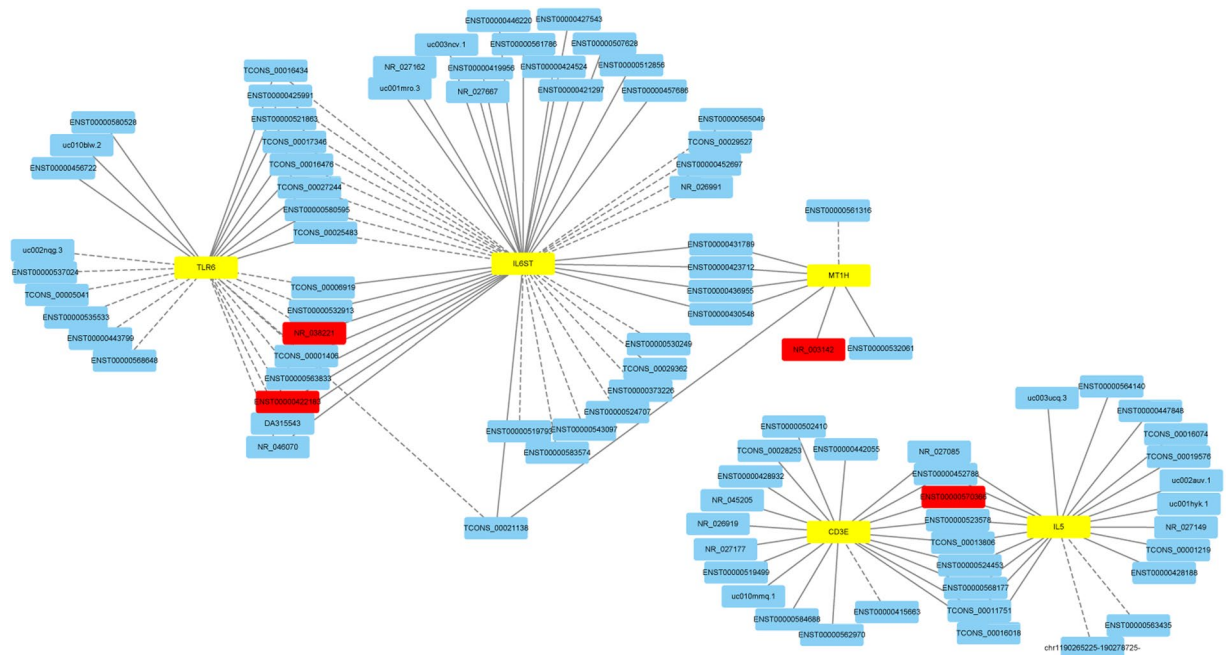 ENST00000446220
ENST00000427543
uc003ncv.1
ENST00000561786
ENST00000507628
NR_027162
ENST00000419956
ENST00000424524
ENST00000512856
TCONS_00016434
uc001mro.3
NR_027667
ENST00000421297
ENST00000457686
ENST00000425991
ENST00000521863
ENST00000565049
ENST00000580528
TCONS_00017346
TCONS_00029527
uc010blw.2
TCONS_00016476
ENST00000452697
ENST00000456722
TCONS_00027244
NR_026991
ENST00000580595
ENST00000561316
TCONS_00025483
uc002nqg.3
ENST00000431789
ENST00000537024
TLR6
IL6ST
ENST00000423712
MT1H
TCONS_00005041
TCONS_00006919
ENST00000436955
ENST00000535533
ENST00000532913
ENST00000430548
ENST00000443799
NR_038221
ENST00000530249
NR_003142
ENST00000532061
ENST00000568648
TCONS_00001406
TCONS_00029362
ENST00000563833
ENST00000373226
ENST00000422183
ENST00000524707
DA315543
ENST00000519793
ENST00000543097
NR_046070
ENST00000583574
uc003ucq.3
ENST00000564140
ENST00000447848
ENST00000502410
TCONS_00028253
ENST00000442055
NR_027085
TCONS_00016074
ENST00000428932
ENST00000452788
TCONS_00019576
NR_045205
ENST00000570366
uc002auv.1
NR_026919
ENST00000523578
uc001hyk.1
TCONS_00021138
CD3E
TCONS_00013806
IL5
NR_027149
NR_027177
ENST00000524453
TCONS_00001219
ENST00000519499
ENST00000568177
ENST00000428188
uc010mmq.1
ENST00000415663
TCONS_00011751
ENST00000584688
TCONS_00016018
ENST00000563435
ENST00000562970
chr1190265225-190278725-